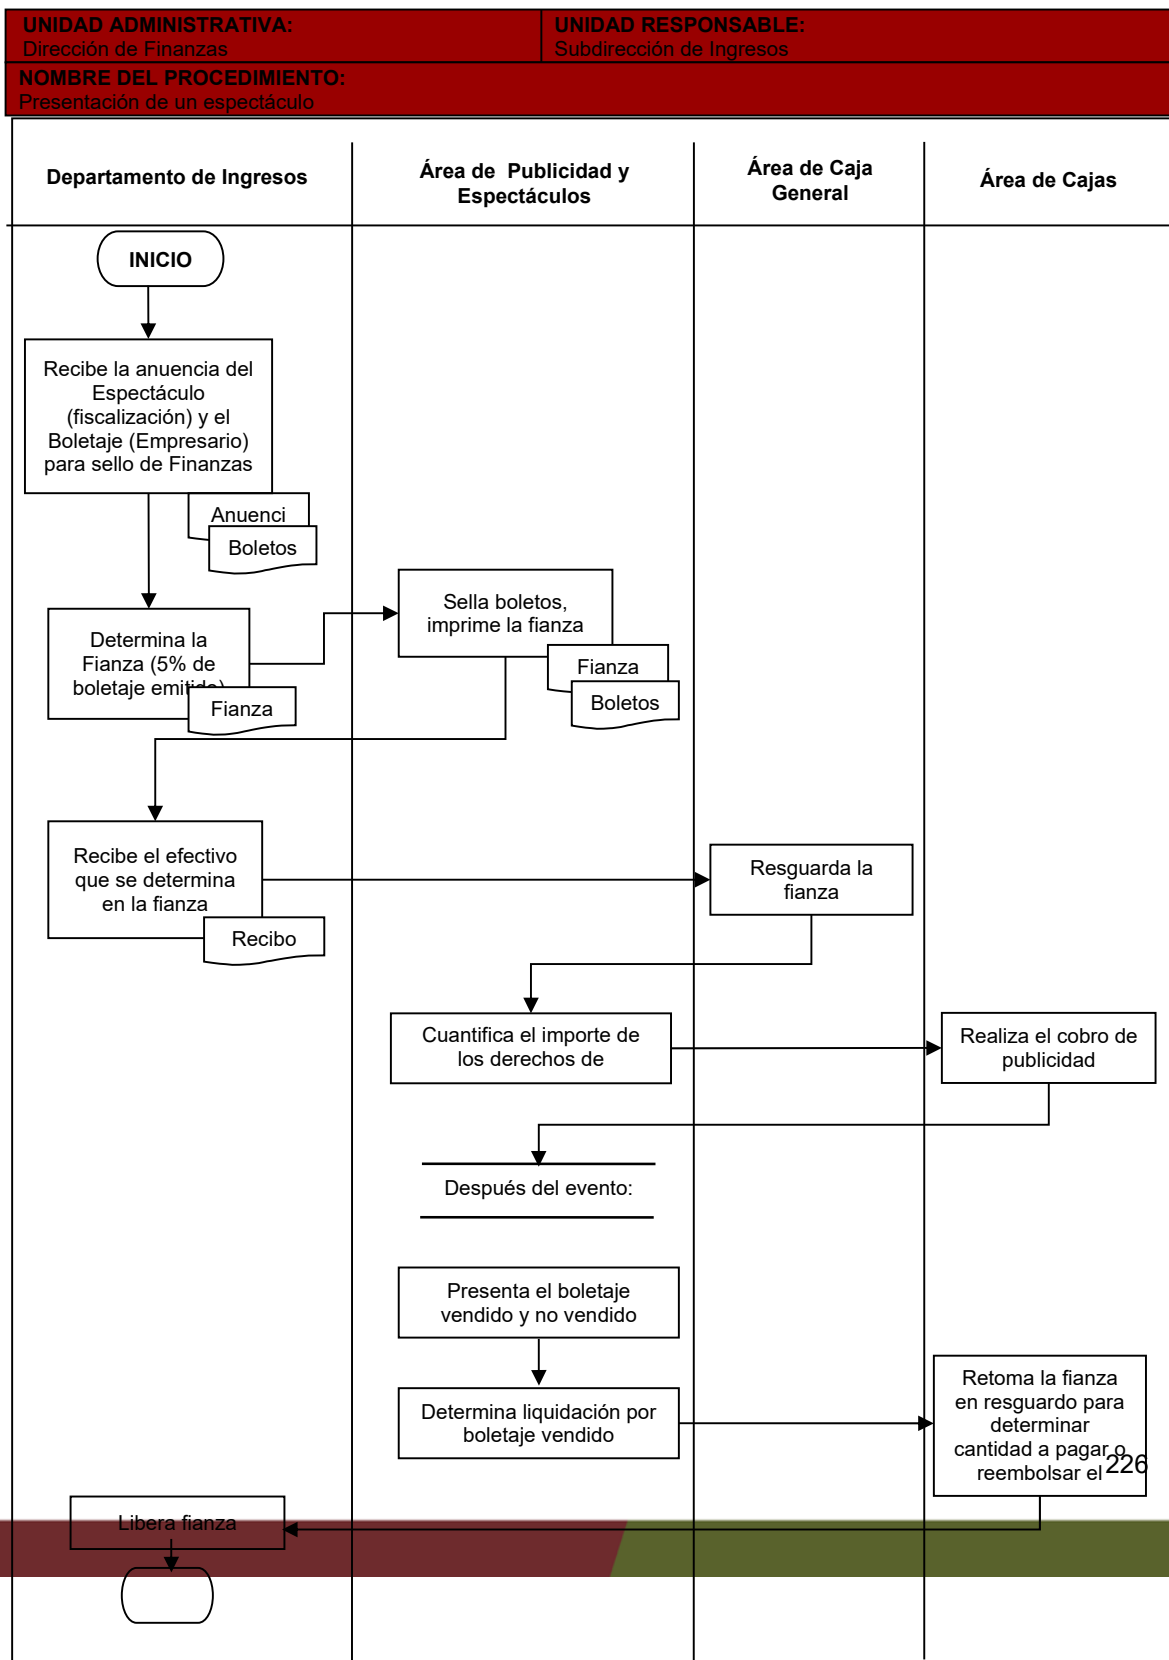 UNIDAD ADMINISTRATIVA:
Dirección de Finanzas
UNIDAD RESPONSABLE:
Subdirección de Ingresos
NOMBRE DEL PROCEDIMIENTO:
Presentación de un espectáculo
Departamento de Ingresos
Área de Publicidad y
Espectáculos
Área de Caja
General
Área de Cajas
INICIO
Recibe la anuencia del
Espectáculo
(fiscalización) y el
Boletaje (Empresario)
para sello de Finanzas
Anuenci
Boletos
Determina la
Fianza (5% de
boletaje emitido)
Fianza
Sella boletos,
imprime la fianza
Fianza
Boletos
Recibe el efectivo
que se determina
en la fianza
Recibo
Resguarda la
fianza
Cuantifica el importe de
los derechos de
Realiza el cobro de
publicidad
Después del evento:
Presenta el boletaje
vendido y no vendido
Determina liquidación por
boletaje vendido
Retoma la fianza
en resguardo para
determinar
cantidad a pagar o
reembolsar el
226
Libera fianza